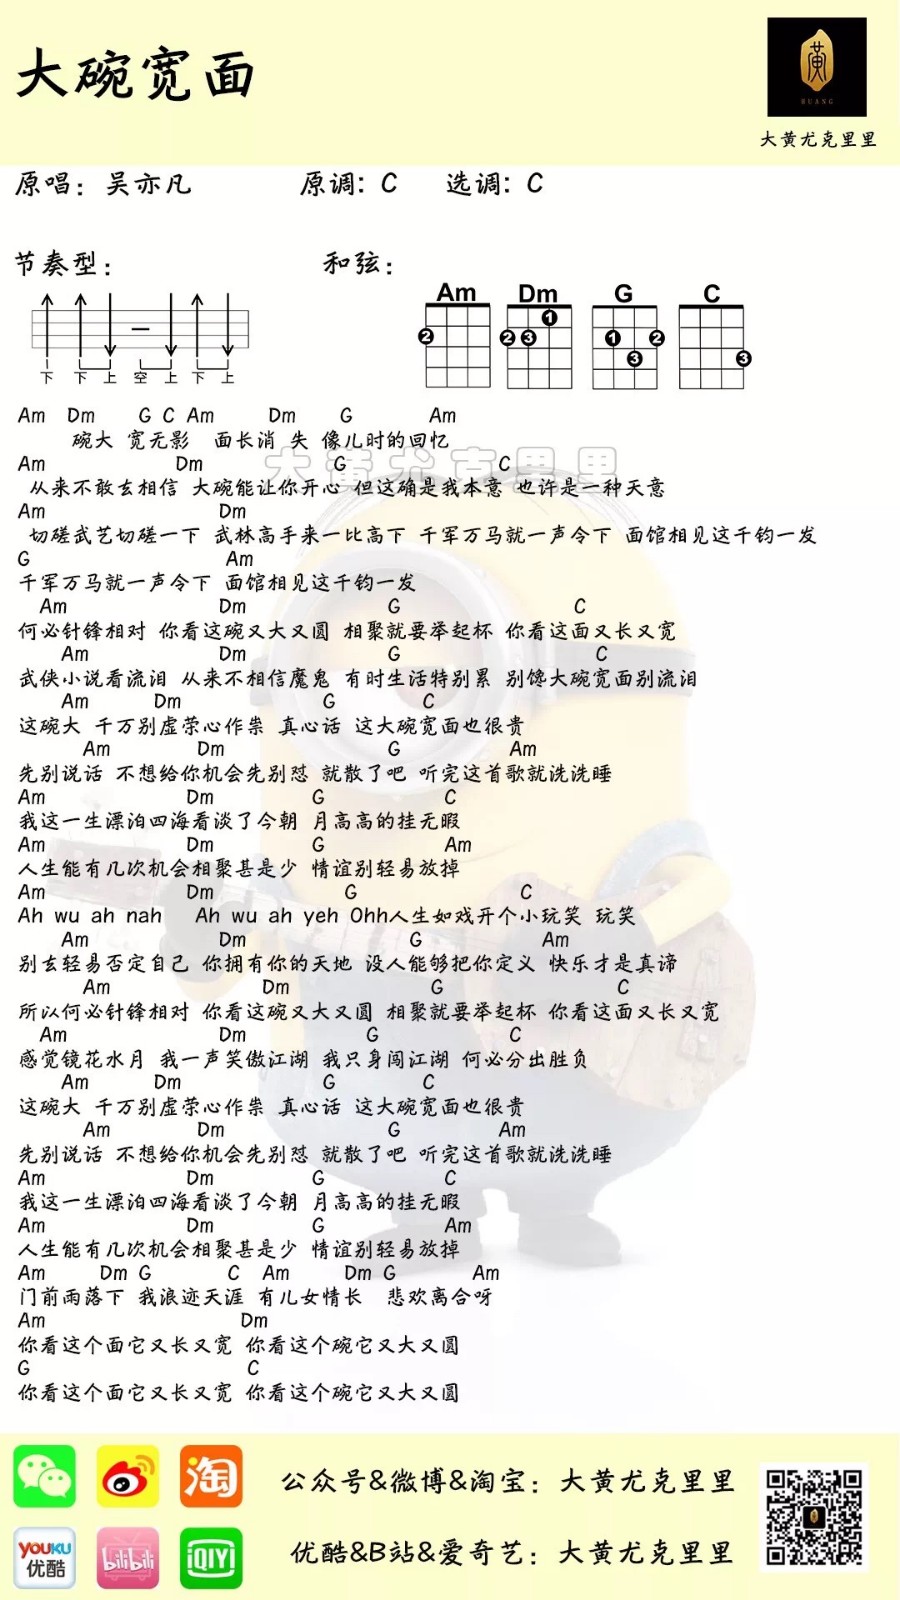 大碗宽面
黄
HUANG
大黄尤克里里
原唱：吴亦凡 原调：C 选调：C
节奏型： 和弦：
Am Dm G C
2 2 3 1 1 2 3 3
下 下 上 空 上 下 上
Am Dm G C Am Dm G Am
碗大 宽无影 面长消 失 像儿时的回忆
大黄尤克里里
Am Dm G C
从来不敢玄相信 大碗能让你开心 但这确是我本意 也许是一种天意
Am Dm
切磋武艺切磋一下 武林高手来一比高下 千军万马就一声令下 面馆相见这千钧一发
G Am
千军万马就一声令下 面馆相见这千钧一发
Am Dm G C
何必针锋相对 你看这碗又大又圆 相聚就要举起杯 你看这面又长又宽
Am Dm G C
武侠小说看流泪 从来不相信魔鬼 有时生活特别累 别馋大碗宽面别流泪
Am Dm G C
这碗大 千万别虚荣心作祟 真心话 这大碗宽面也很贵
Am Dm G Am
先别说话 不想给你机会先别怼 就散了吧 听完这首歌就洗洗睡
Am Dm G C
我这一生漂泊四海看淡了今朝 月高高的挂无暇
Am Dm G Am
人生能有几次机会相聚甚是少 情谊别轻易放掉
Am Dm G C
Ah wu ah nah Ah wu ah yeh Ohh人生如戏开个小玩笑 玩笑
Am Dm G Am
别玄轻易否定自己 你拥有你的天地 没人能够把你定义 快乐才是真谛
Am Dm G C
所以何必针锋相对 你看这碗又大又圆 相聚就要举起杯 你看这面又长又宽
Am Dm G C
感觉镜花水月 我一声笑傲江湖 我只身闯江湖 何必分出胜负
Am Dm G C
这碗大 千万别虚荣心作祟 真心话 这大碗宽面也很贵
Am Dm G Am
先别说话 不想给你机会先别怼 就散了吧 听完这首歌就洗洗睡
Am Dm G C
我这一生漂泊四海看淡了今朝 月高高的挂无暇
Am Dm G Am
人生能有几次机会相聚甚是少 情谊别轻易放掉
Am Dm G C Am Dm G Am
门前雨落下 我浪迹天涯 有儿女情长 悲欢离合呀
Am Dm
你看这个面它又长又宽 你看这个碗它又大又圆
G C
你看这个面它又长又宽 你看这个碗它又大又圆
淘
公众号&微博&淘宝：大黄尤克里里
YOUKU
优酷
bilibili
iQIYI
优酷&B站&爱奇艺：大黄尤克里里